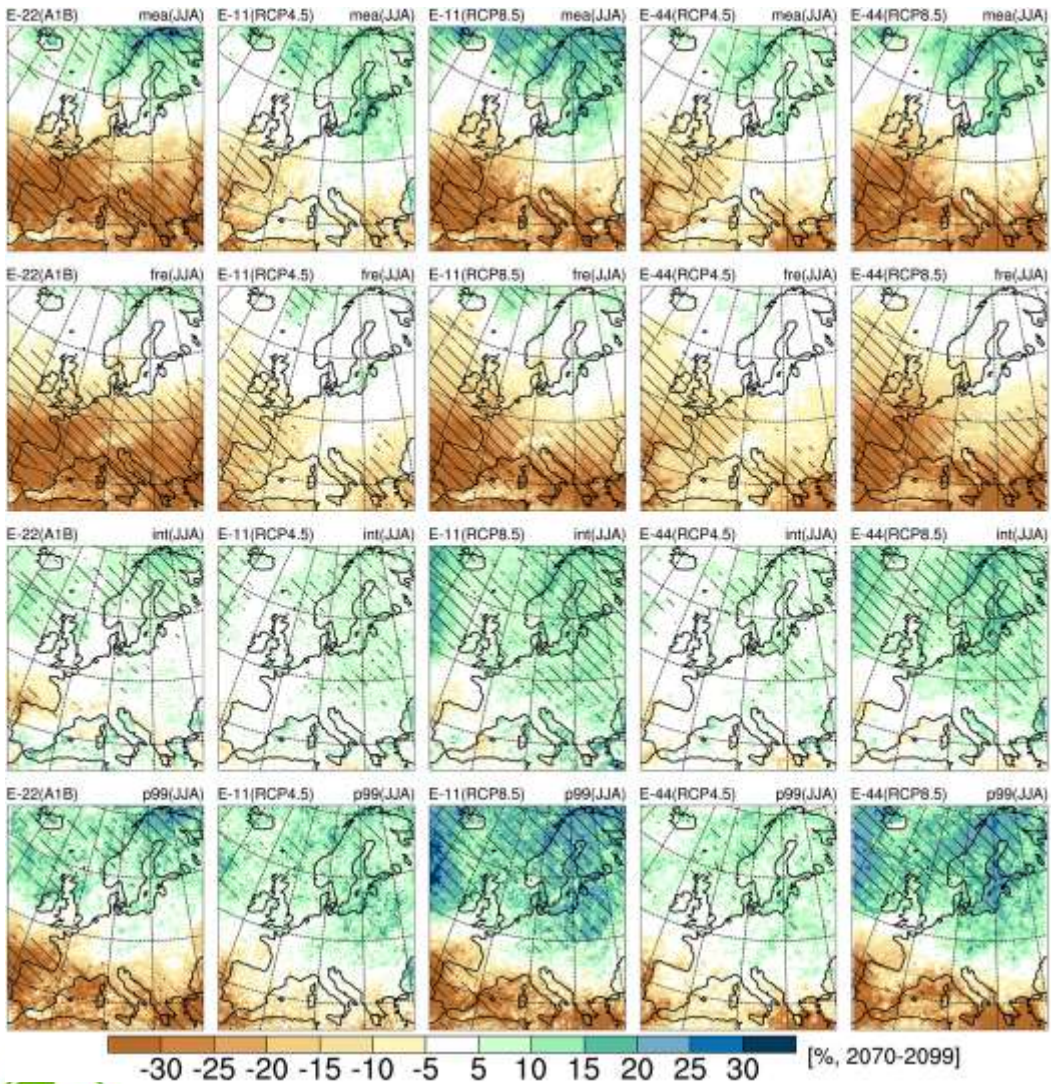 E-22(A1B) mea(JJA) E-11(RCP4.5) mea(JJA) E-11(RCP8.5) mea(JJA) E-44(RCP4.5) mea(JJA) E-44(RCP8.5) mea(JJA)
E-22(A1B) fre(JJA) E-11(RCP4.5) fre(JJA) E-11(RCP8.5) fre(JJA) E-44(RCP4.5) fre(JJA) E-44(RCP8.5) fre(JJA)
E-22(A1B) int(JJA) E-11(RCP4.5) int(JJA) E-11(RCP8.5) int(JJA) E-44(RCP4.5) int(JJA) E-44(RCP8.5) int(JJA)
E-22(A1B) p99(JJA) E-11(RCP4.5) p99(JJA) E-11(RCP8.5) p99(JJA) E-44(RCP4.5) p99(JJA) E-44(RCP8.5) p99(JJA)
-30 -25 -20 -15 -10 -5 5 10 15 20 25 30 [%, 2070-2099]